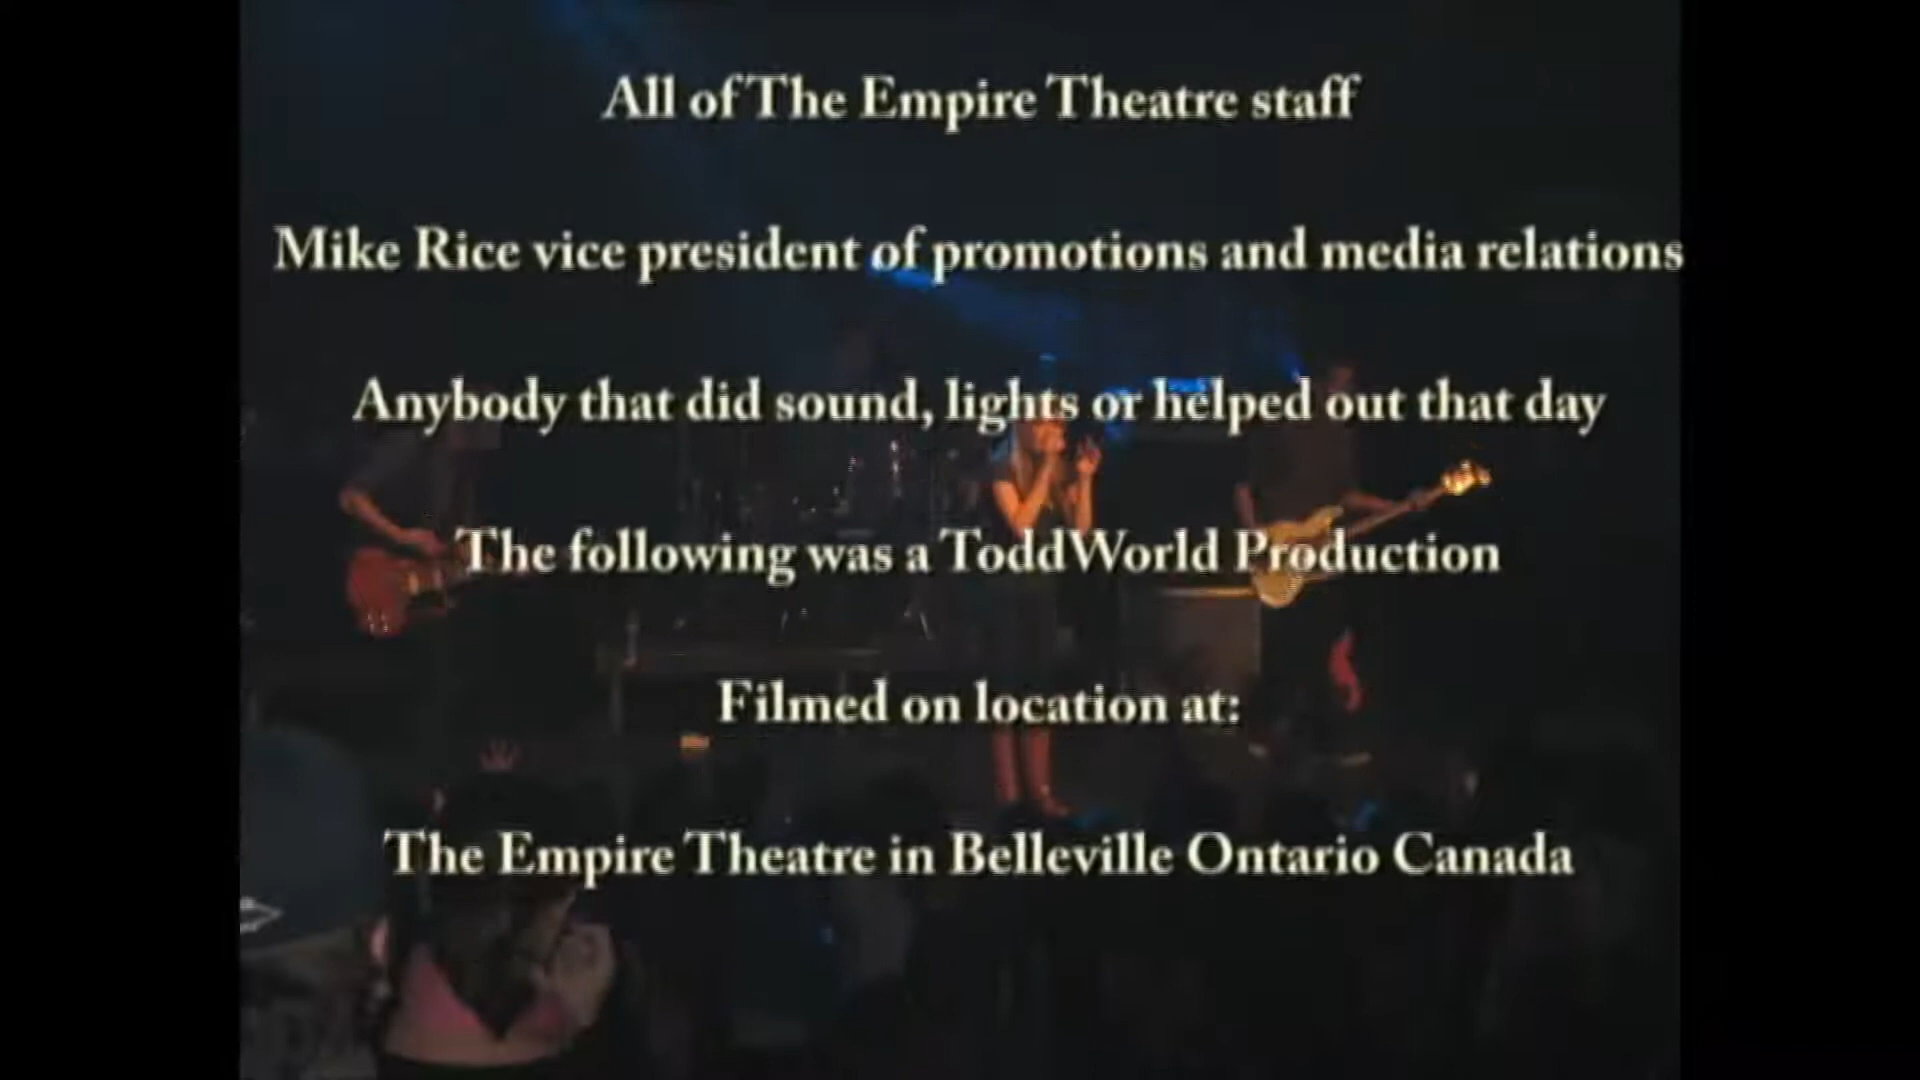 All of The Empire Theatre staff
Mike Rice vice president of promotions and media relations
Anybody that did sound, lights or helped out that day
The following was a ToddWorld Production
Filmed on location at:
The Empire Theatre in Belleville Ontario Canada